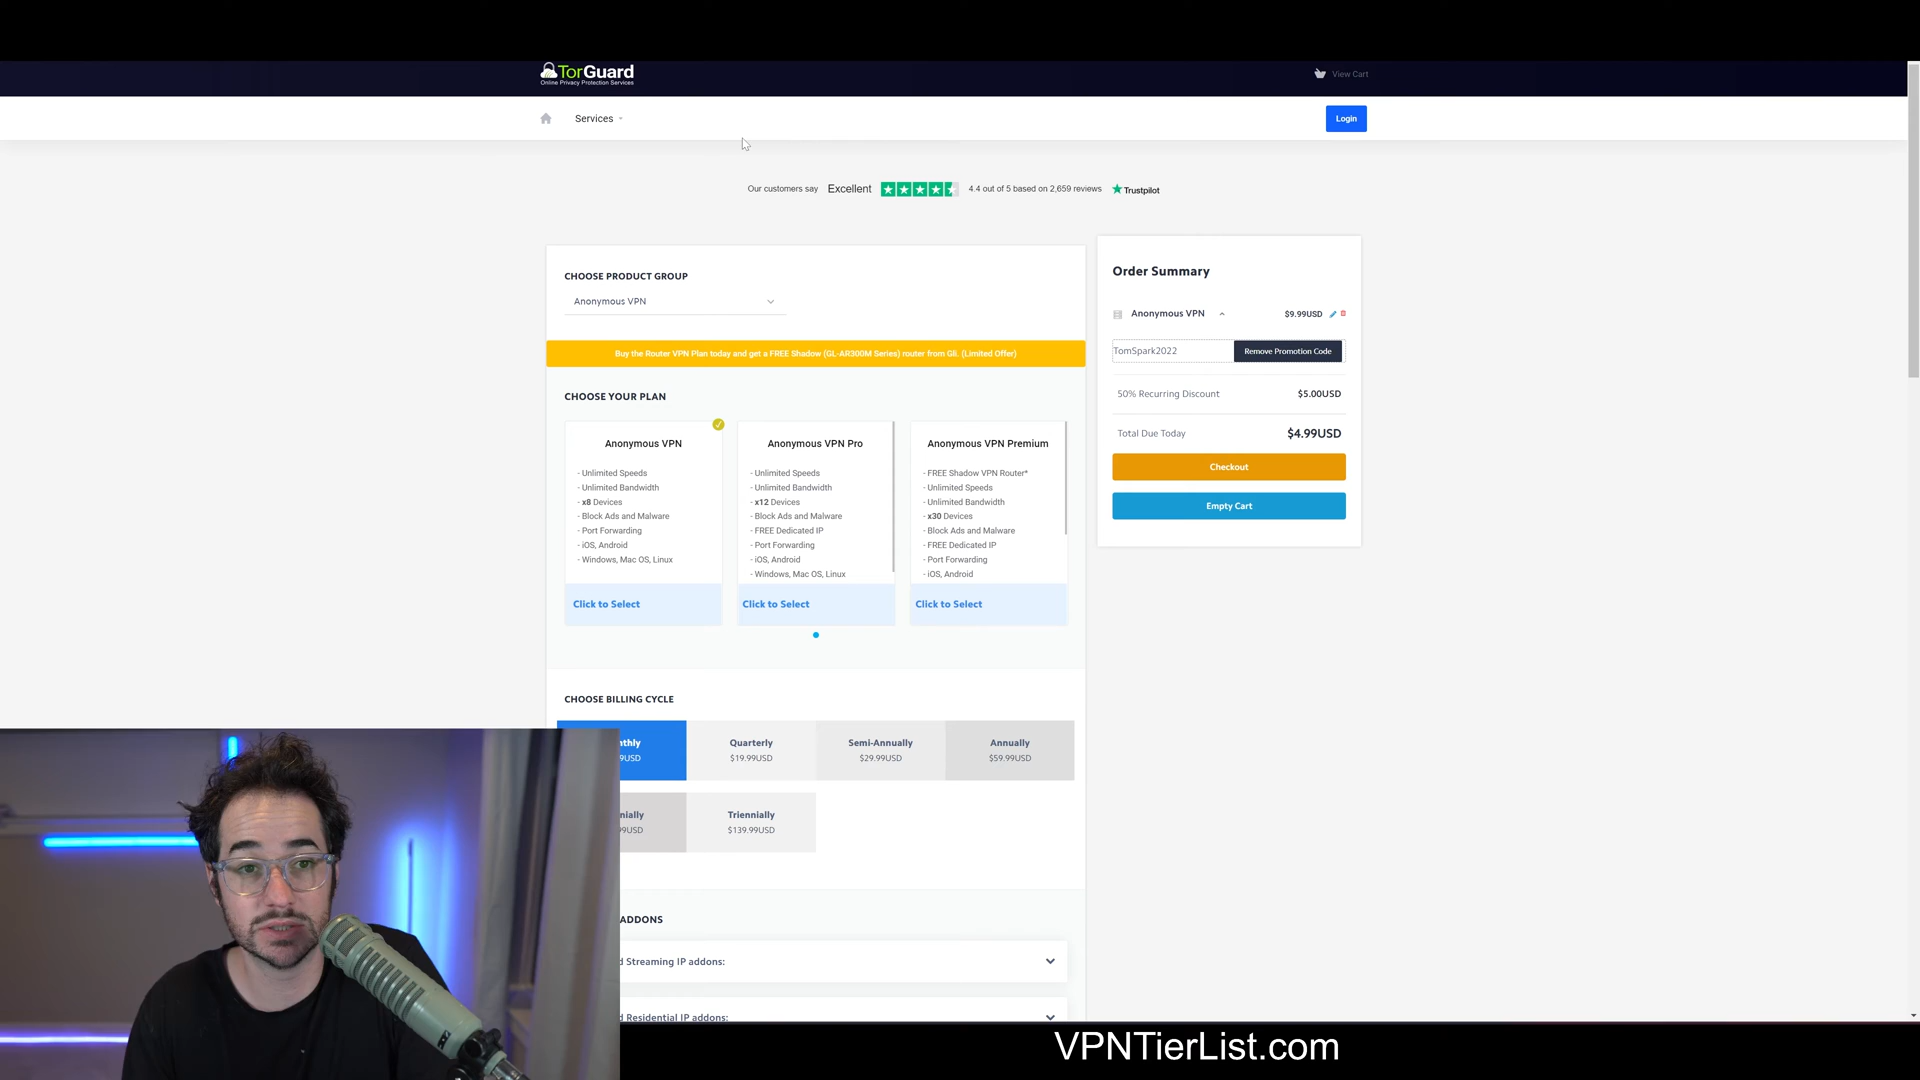 TorGuard
Online Privacy Protection Services
View Cart
Services
Login
Our customers say Excellent 4.4 out of 5 based on 2,659 reviews Trustpilot
CHOOSE PRODUCT GROUP
Anonymous VPN
Buy the Router VPN Plan today and get a FREE Shadow (GL-AR300M Series) router from Gli. (Limited Offer)
CHOOSE YOUR PLAN
Anonymous VPN
- Unlimited Speeds
- Unlimited Bandwidth
- x8 Devices
- Block Ads and Malware
- Port Forwarding
- iOS, Android
- Windows, Mac OS, Linux
Click to Select
Anonymous VPN Pro
- Unlimited Speeds
- Unlimited Bandwidth
- x12 Devices
- Block Ads and Malware
- FREE Dedicated IP
- Port Forwarding
- iOS, Android
- Windows, Mac OS, Linux
Click to Select
Anonymous VPN Premium
- FREE Shadow VPN Router*
- Unlimited Speeds
- Unlimited Bandwidth
- x30 Devices
- Block Ads and Malware
- FREE Dedicated IP
- Port Forwarding
- iOS, Android
Click to Select
Order Summary
Anonymous VPN $9.99USD
TomSpark2022 Remove Promotion Code
50% Recurring Discount $5.00USD
Total Due Today $4.99USD
Checkout
Empty Cart
CHOOSE BILLING CYCLE
nthly
9USD
Quarterly
$19.99USD
Semi-Annually
$29.99USD
Annually
$59.99USD
nially
99USD
Triennially
$139.99USD
ADDONS
d Streaming IP addons:
d Residential IP addons:
VPNTierList.com